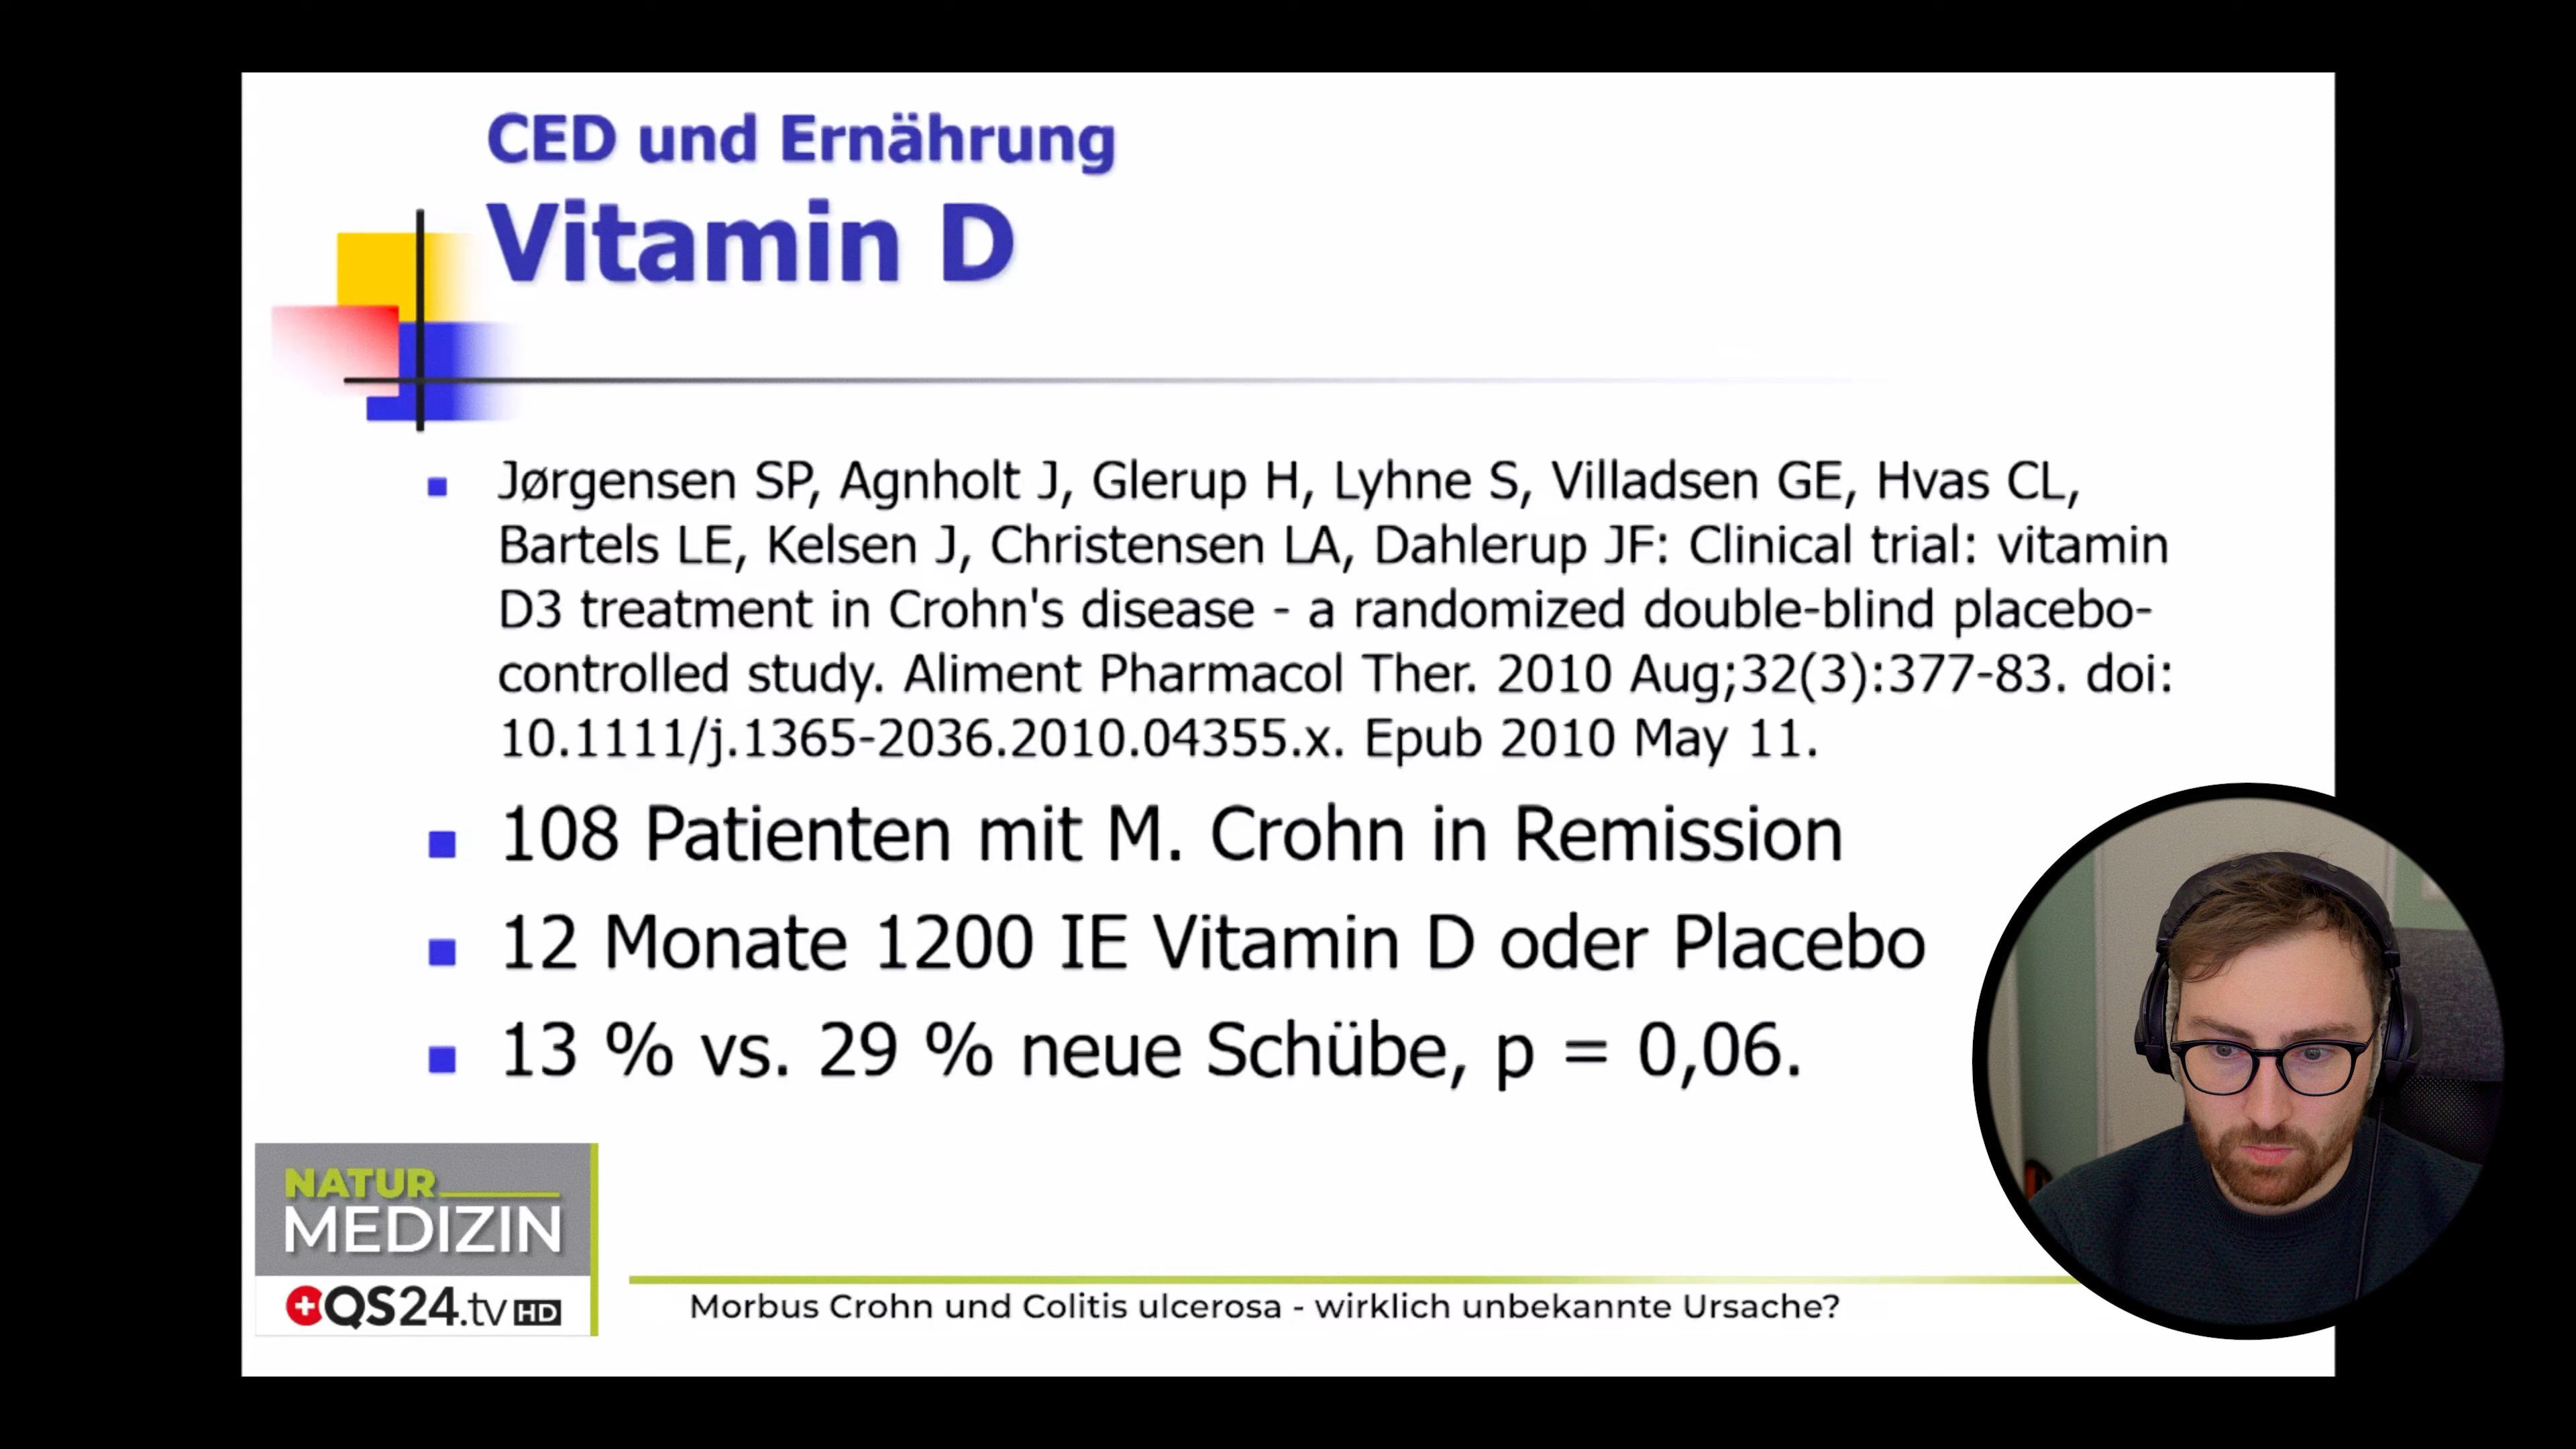 CED und Ernährung
Vitamin D
Jørgensen SP, Agnholt J, Glerup H, Lyhne S, Villadsen GE, Hvas CL,
Bartels LE, Kelsen J, Christensen LA, Dahlerup JF: Clinical trial: vitamin
D3 treatment in Crohn's disease - a randomized double-blind placebo-
controlled study. Aliment Pharmacol Ther. 2010 Aug;32(3):377-83. doi:
10.1111/j.1365-2036.2010.04355.x. Epub 2010 May 11.
108 Patienten mit M. Crohn in Remission
12 Monate 1200 IE Vitamin D oder Placebo
13 % vs. 29 % neue Schübe, p = 0,06.
NATUR
MEDIZIN
QS24.tv HD
Morbus Crohn und Colitis ulcerosa - wirklich unbekannte Ursache?